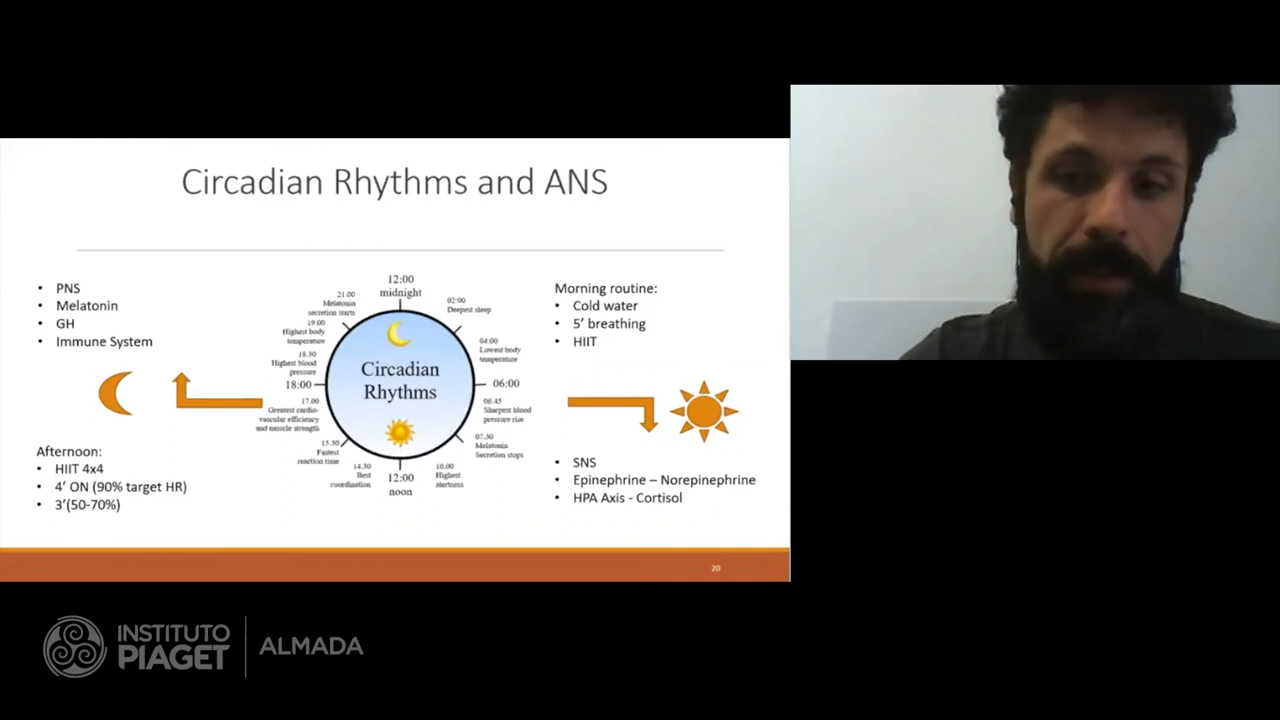 Circadian Rhythms and ANS
• PNS
• Melatonin
• GH
• Immune System
Afternoon:
• HIIT 4x4
• 4’ ON (90% target HR)
• 3’(50-70%)
12:00
midnight
02:00
Deepest sleep
04:00
Lowest body
temperature
06:00
06.45
Sharpest blood
pressure rise
07.30
Melatonin
Secretion stops
10.00
Highest
alertness
12:00
noon
14.30
Best
coordination
15.30
Fastest
reaction time
17.00
Greatest cardio-
vascular efficiency
and muscle strength
18:00
18.30
Highest blood
pressure
19.00
Highest body
temperature
21.00
Melatonin
secretion starts
Circadian
Rhythms
Morning routine:
• Cold water
• 5’ breathing
• HIIT
• SNS
• Epinephrine – Norepinephrine
• HPA Axis - Cortisol
20
INSTITUTO
PIAGET
ALMADA